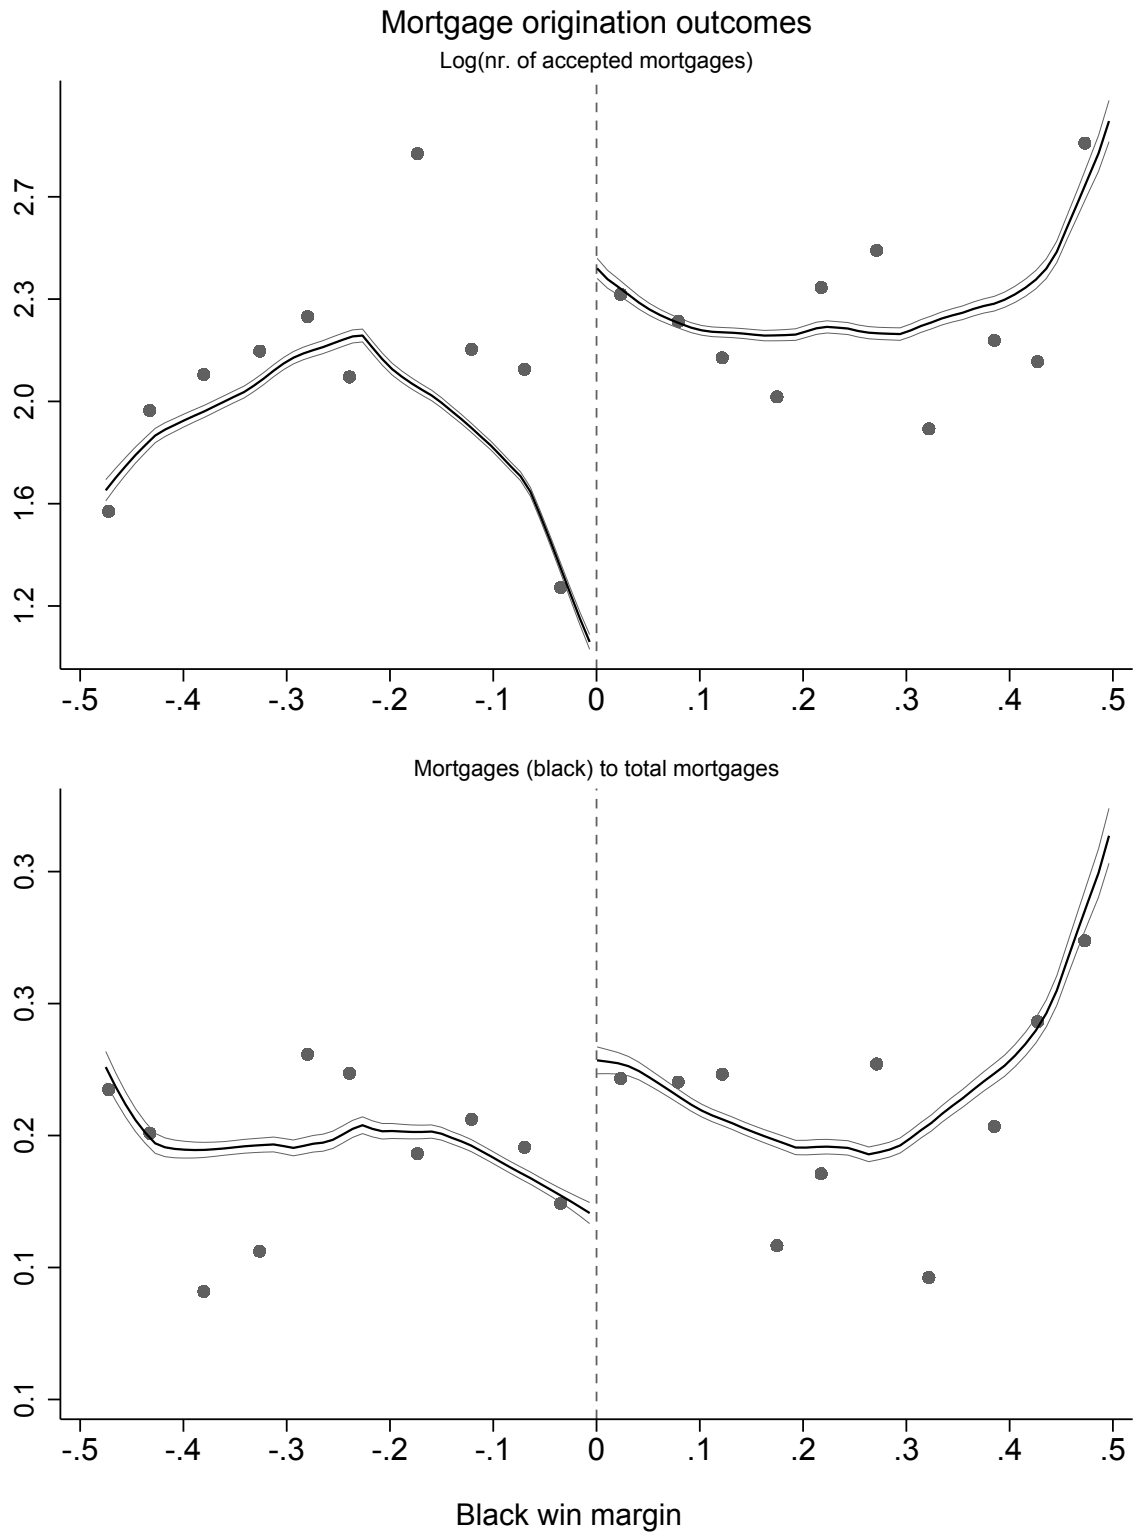 Mortgage origination outcomes
Log(nr. of accepted mortgages)
2.7
2.3
2.0
1.6
1.2
-.5 -.4 -.3 -.2 -.1 0 .1 .2 .3 .4 .5
Mortgages (black) to total mortgages
0.3
0.3
0.2
0.1
0.1
-.5 -.4 -.3 -.2 -.1 0 .1 .2 .3 .4 .5
Black win margin